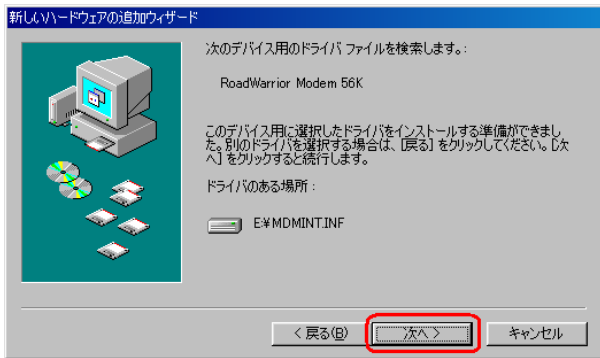 新しいハードウェアの追加ウィザード
次のデバイス用のドライバ ファイルを検索します。:
RoadWarrior Modem 56K
このデバイス用に選択したドライバをインストールする準備ができまし
た。別のドライバを選択する場合は、[戻る] をクリックしてください。[次
へ] をクリックすると続行します。
ドライバのある場所 :
E:¥MDMINT.INF
< 戻る(B)
次へ >
キャンセル